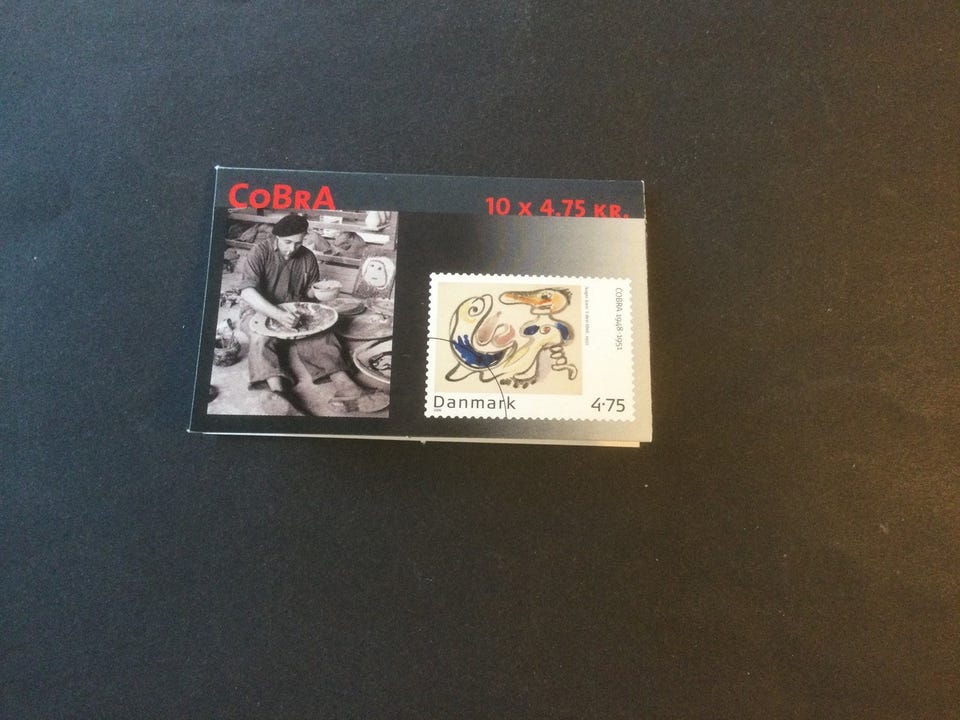 CoBrA
10 x 4.75 KR.
COBRA 1948-1951
Danmark
4·75